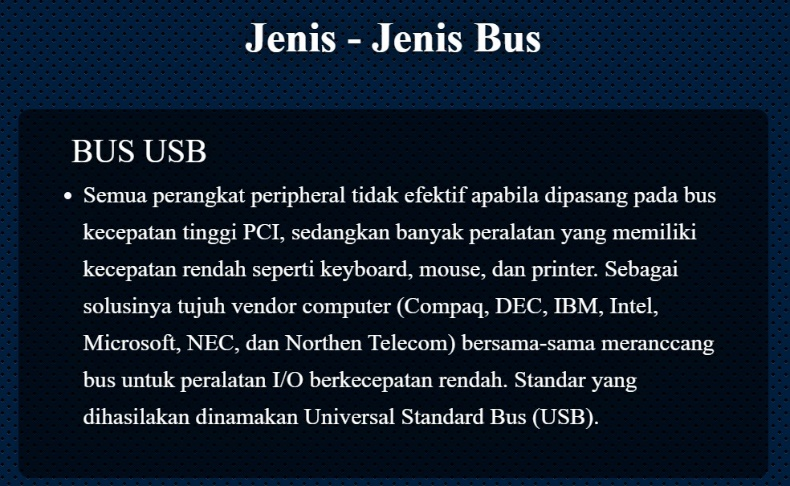 Jenis - Jenis Bus
BUS USB
• Semua perangkat peripheral tidak efektif apabila dipasang pada bus
kecepatan tinggi PCI, sedangkan banyak peralatan yang memiliki
kecepatan rendah seperti keyboard, mouse, dan printer. Sebagai
solusinya tujuh vendor computer (Compaq, DEC, IBM, Intel,
Microsoft, NEC, dan Northen Telecom) bersama-sama meranccang
bus untuk peralatan I/O berkecepatan rendah. Standar yang
dihasilakan dinamakan Universal Standard Bus (USB).